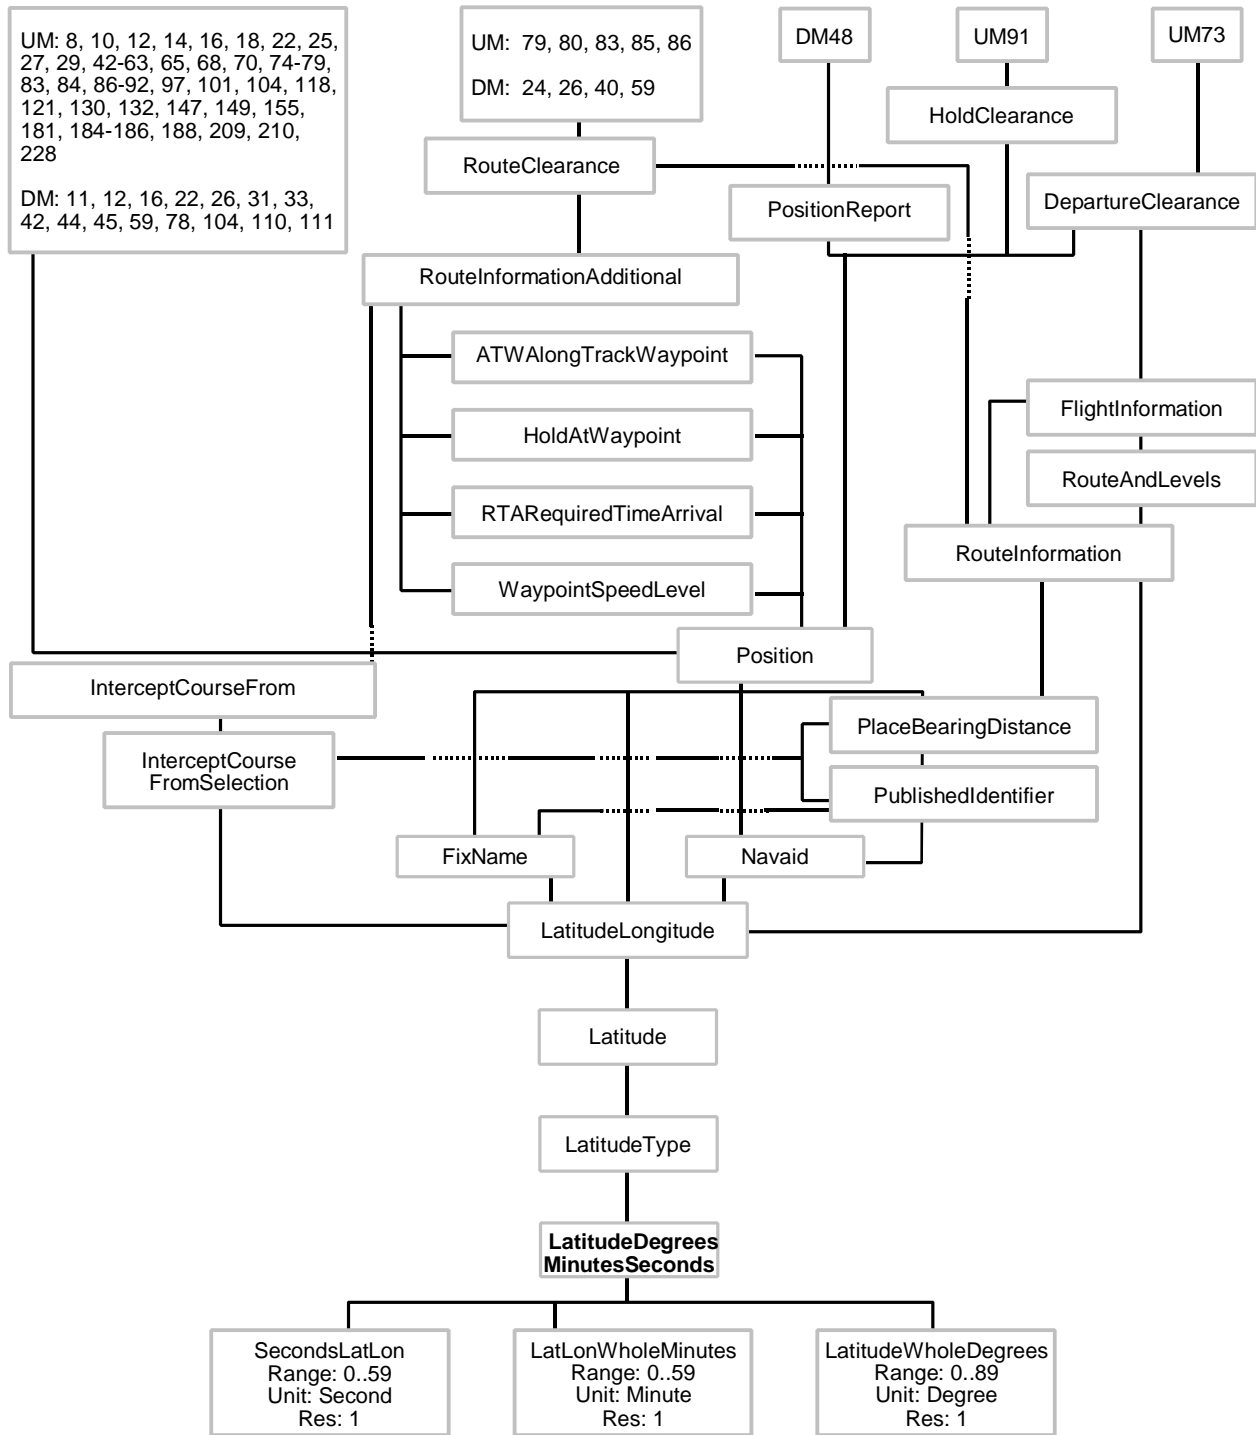 UM: 8, 10, 12, 14, 16, 18, 22, 25,
27, 29, 42-63, 65, 68, 70, 74-79,
83, 84, 86-92, 97, 101, 104, 118,
121, 130, 132, 147, 149, 155,
181, 184-186, 188, 209, 210,
228
DM: 11, 12, 16, 22, 26, 31, 33,
42, 44, 45, 59, 78, 104, 110, 111
UM: 79, 80, 83, 85, 86
DM: 24, 26, 40, 59
DM48
UM91
UM73
HoldClearance
RouteClearance
PositionReport
DepartureClearance
RouteInformationAdditional
ATWAlongTrackWaypoint
FlightInformation
HoldAtWaypoint
RouteAndLevels
RTARequiredTimeArrival
RouteInformation
WaypointSpeedLevel
Position
InterceptCourseFrom
PlaceBearingDistance
InterceptCourse
FromSelection
PublishedIdentifier
FixName
Navaid
LatitudeLongitude
Latitude
LatitudeType
LatitudeDegrees
MinutesSeconds
SecondsLatLon
Range: 0..59
Unit: Second
Res: 1
LatLonWholeMinutes
Range: 0..59
Unit: Minute
Res: 1
LatitudeWholeDegrees
Range: 0..89
Unit: Degree
Res: 1